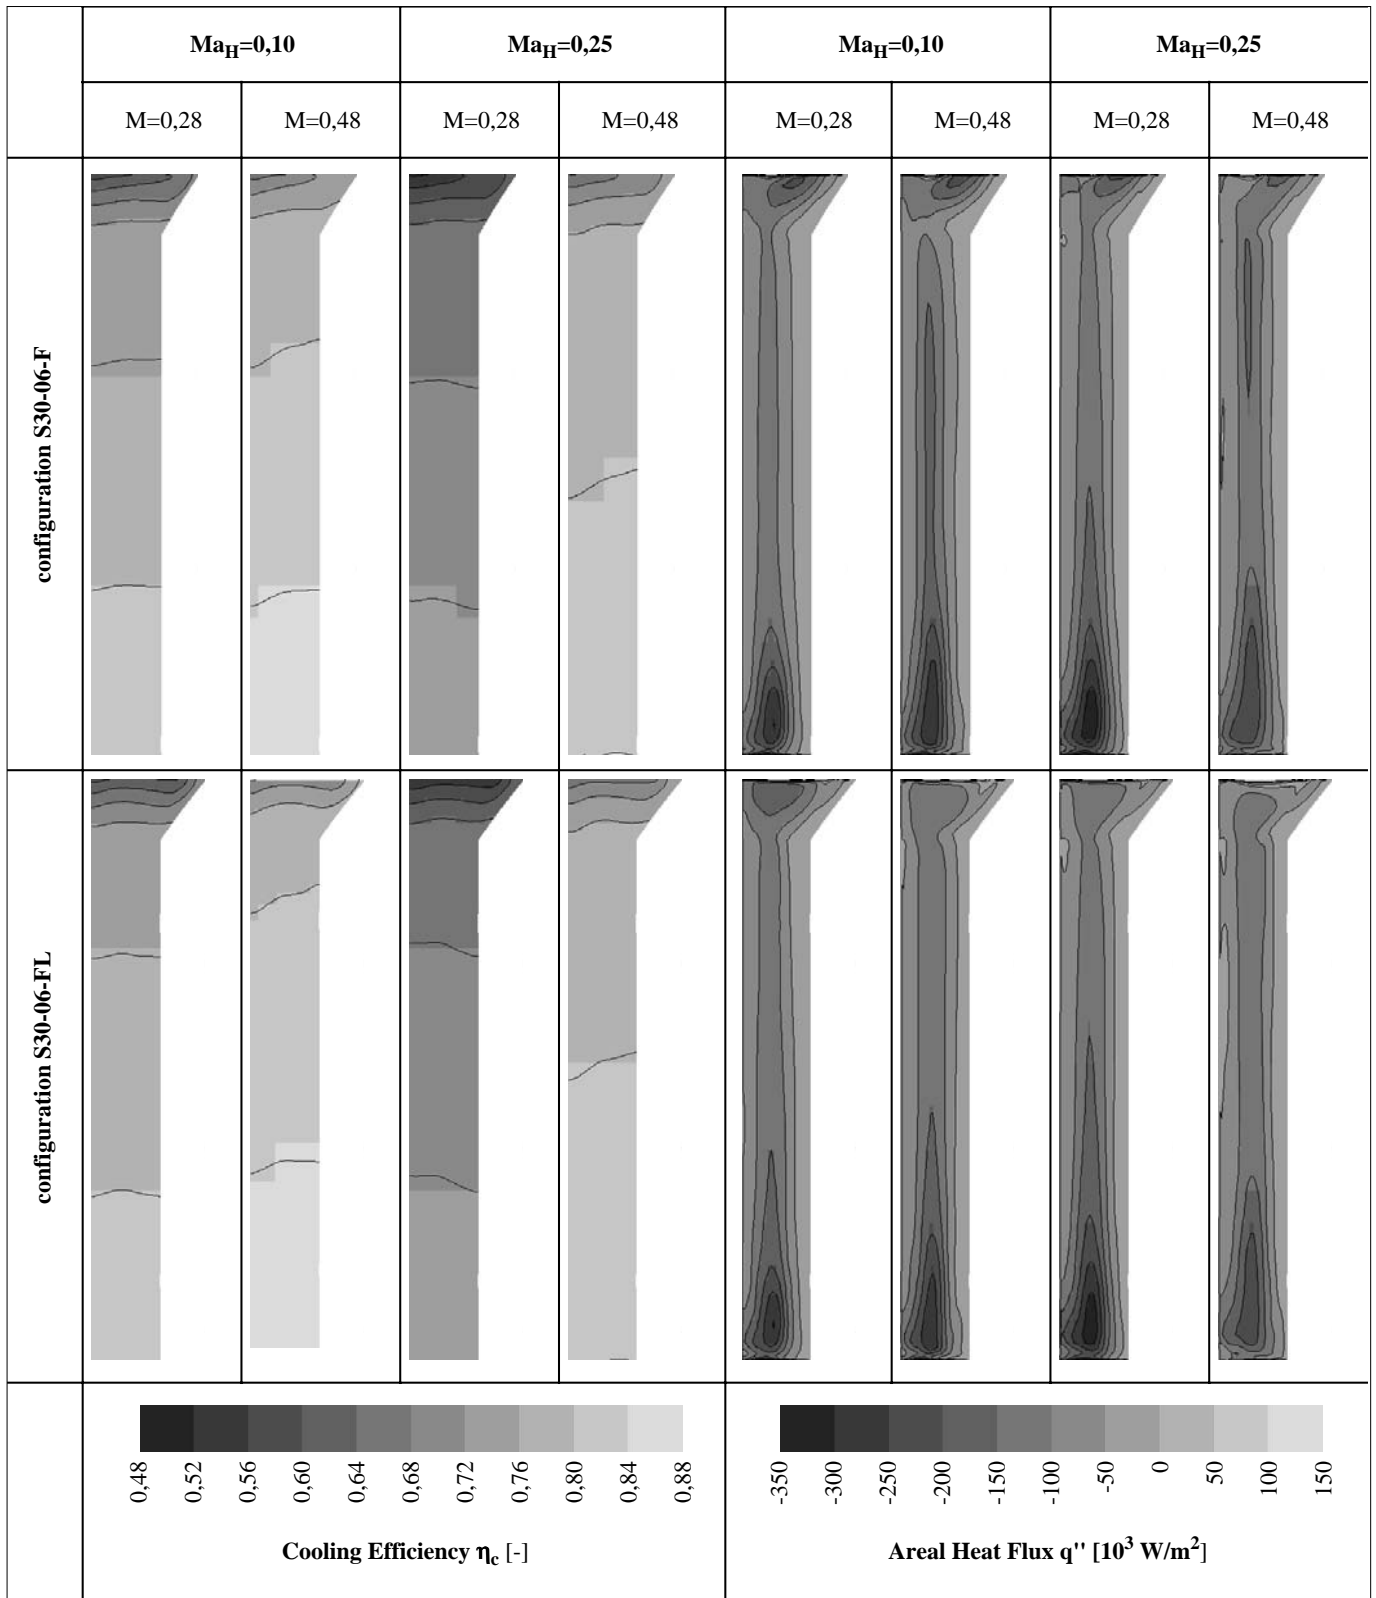 Ma_H=0,10 Ma_H=0,25 Ma_H=0,10 Ma_H=0,25
M=0,28 M=0,48 M=0,28 M=0,48 M=0,28 M=0,48 M=0,28 M=0,48
configuration S30-06-F
configuration S30-06-FL
0,48 0,52 0,56 0,60 0,64 0,68 0,72 0,76 0,80 0,84 0,88
Cooling Efficiency η_c [-]
-350 -300 -250 -200 -150 -100 -50 0 50 100 150
Areal Heat Flux q'' [10^3 W/m^2]